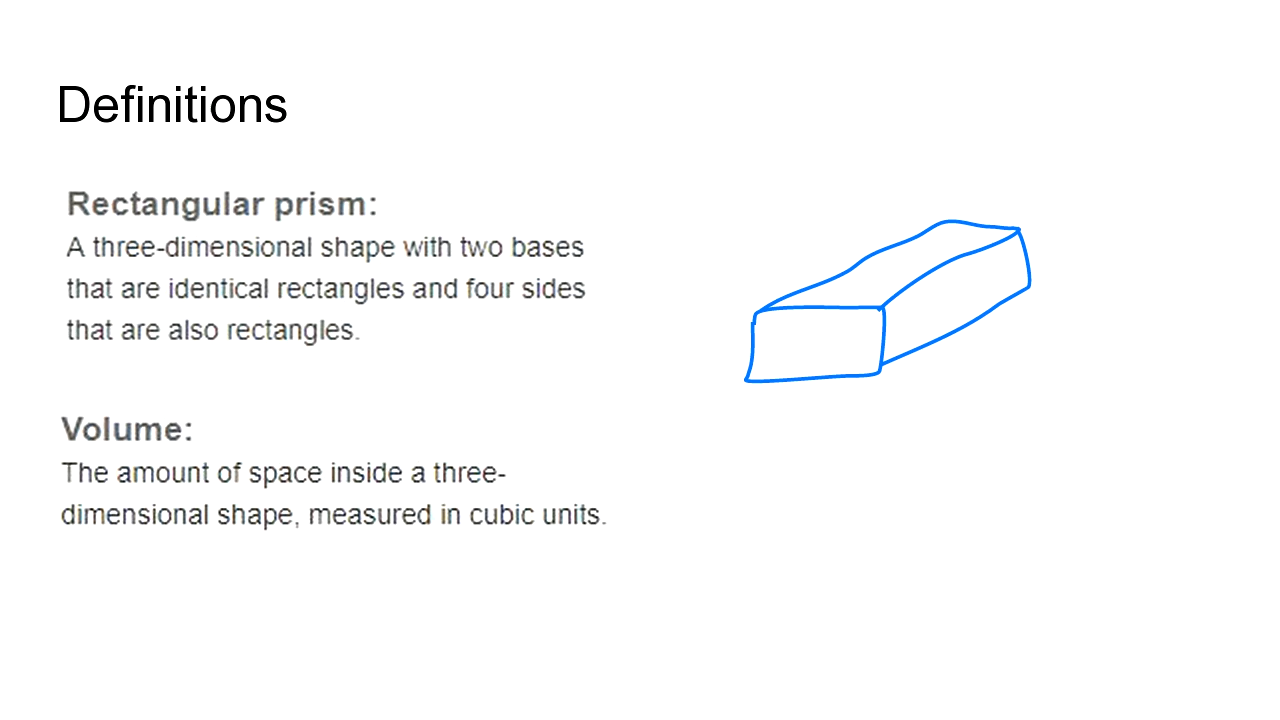 Definitions
Rectangular prism:
A three-dimensional shape with two bases
that are identical rectangles and four sides
that are also rectangles.
Volume:
The amount of space inside a three-
dimensional shape, measured in cubic units.